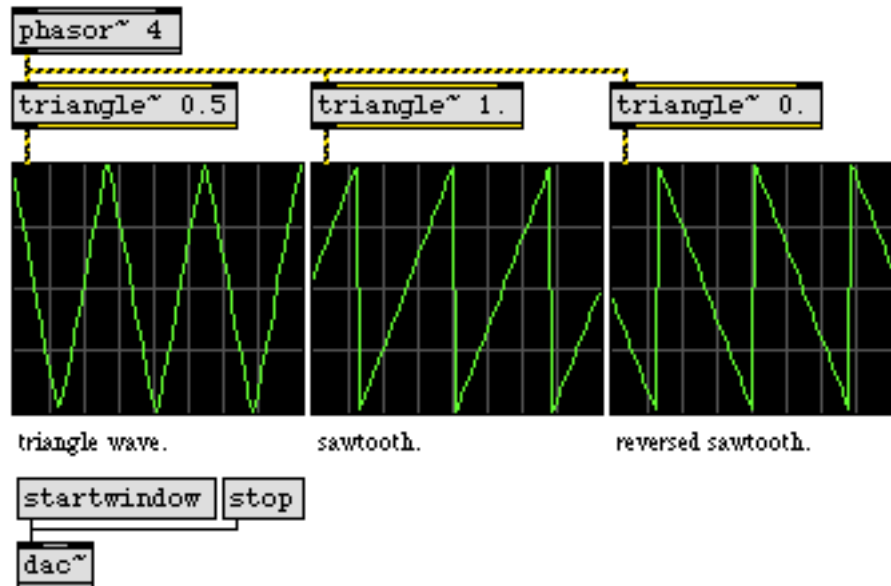 phasor~ 4
triangle~ 0.5
triangle~ 1.
triangle~ 0.
triangle wave.
sawtooth.
reversed sawtooth.
startwindow
stop
dac~